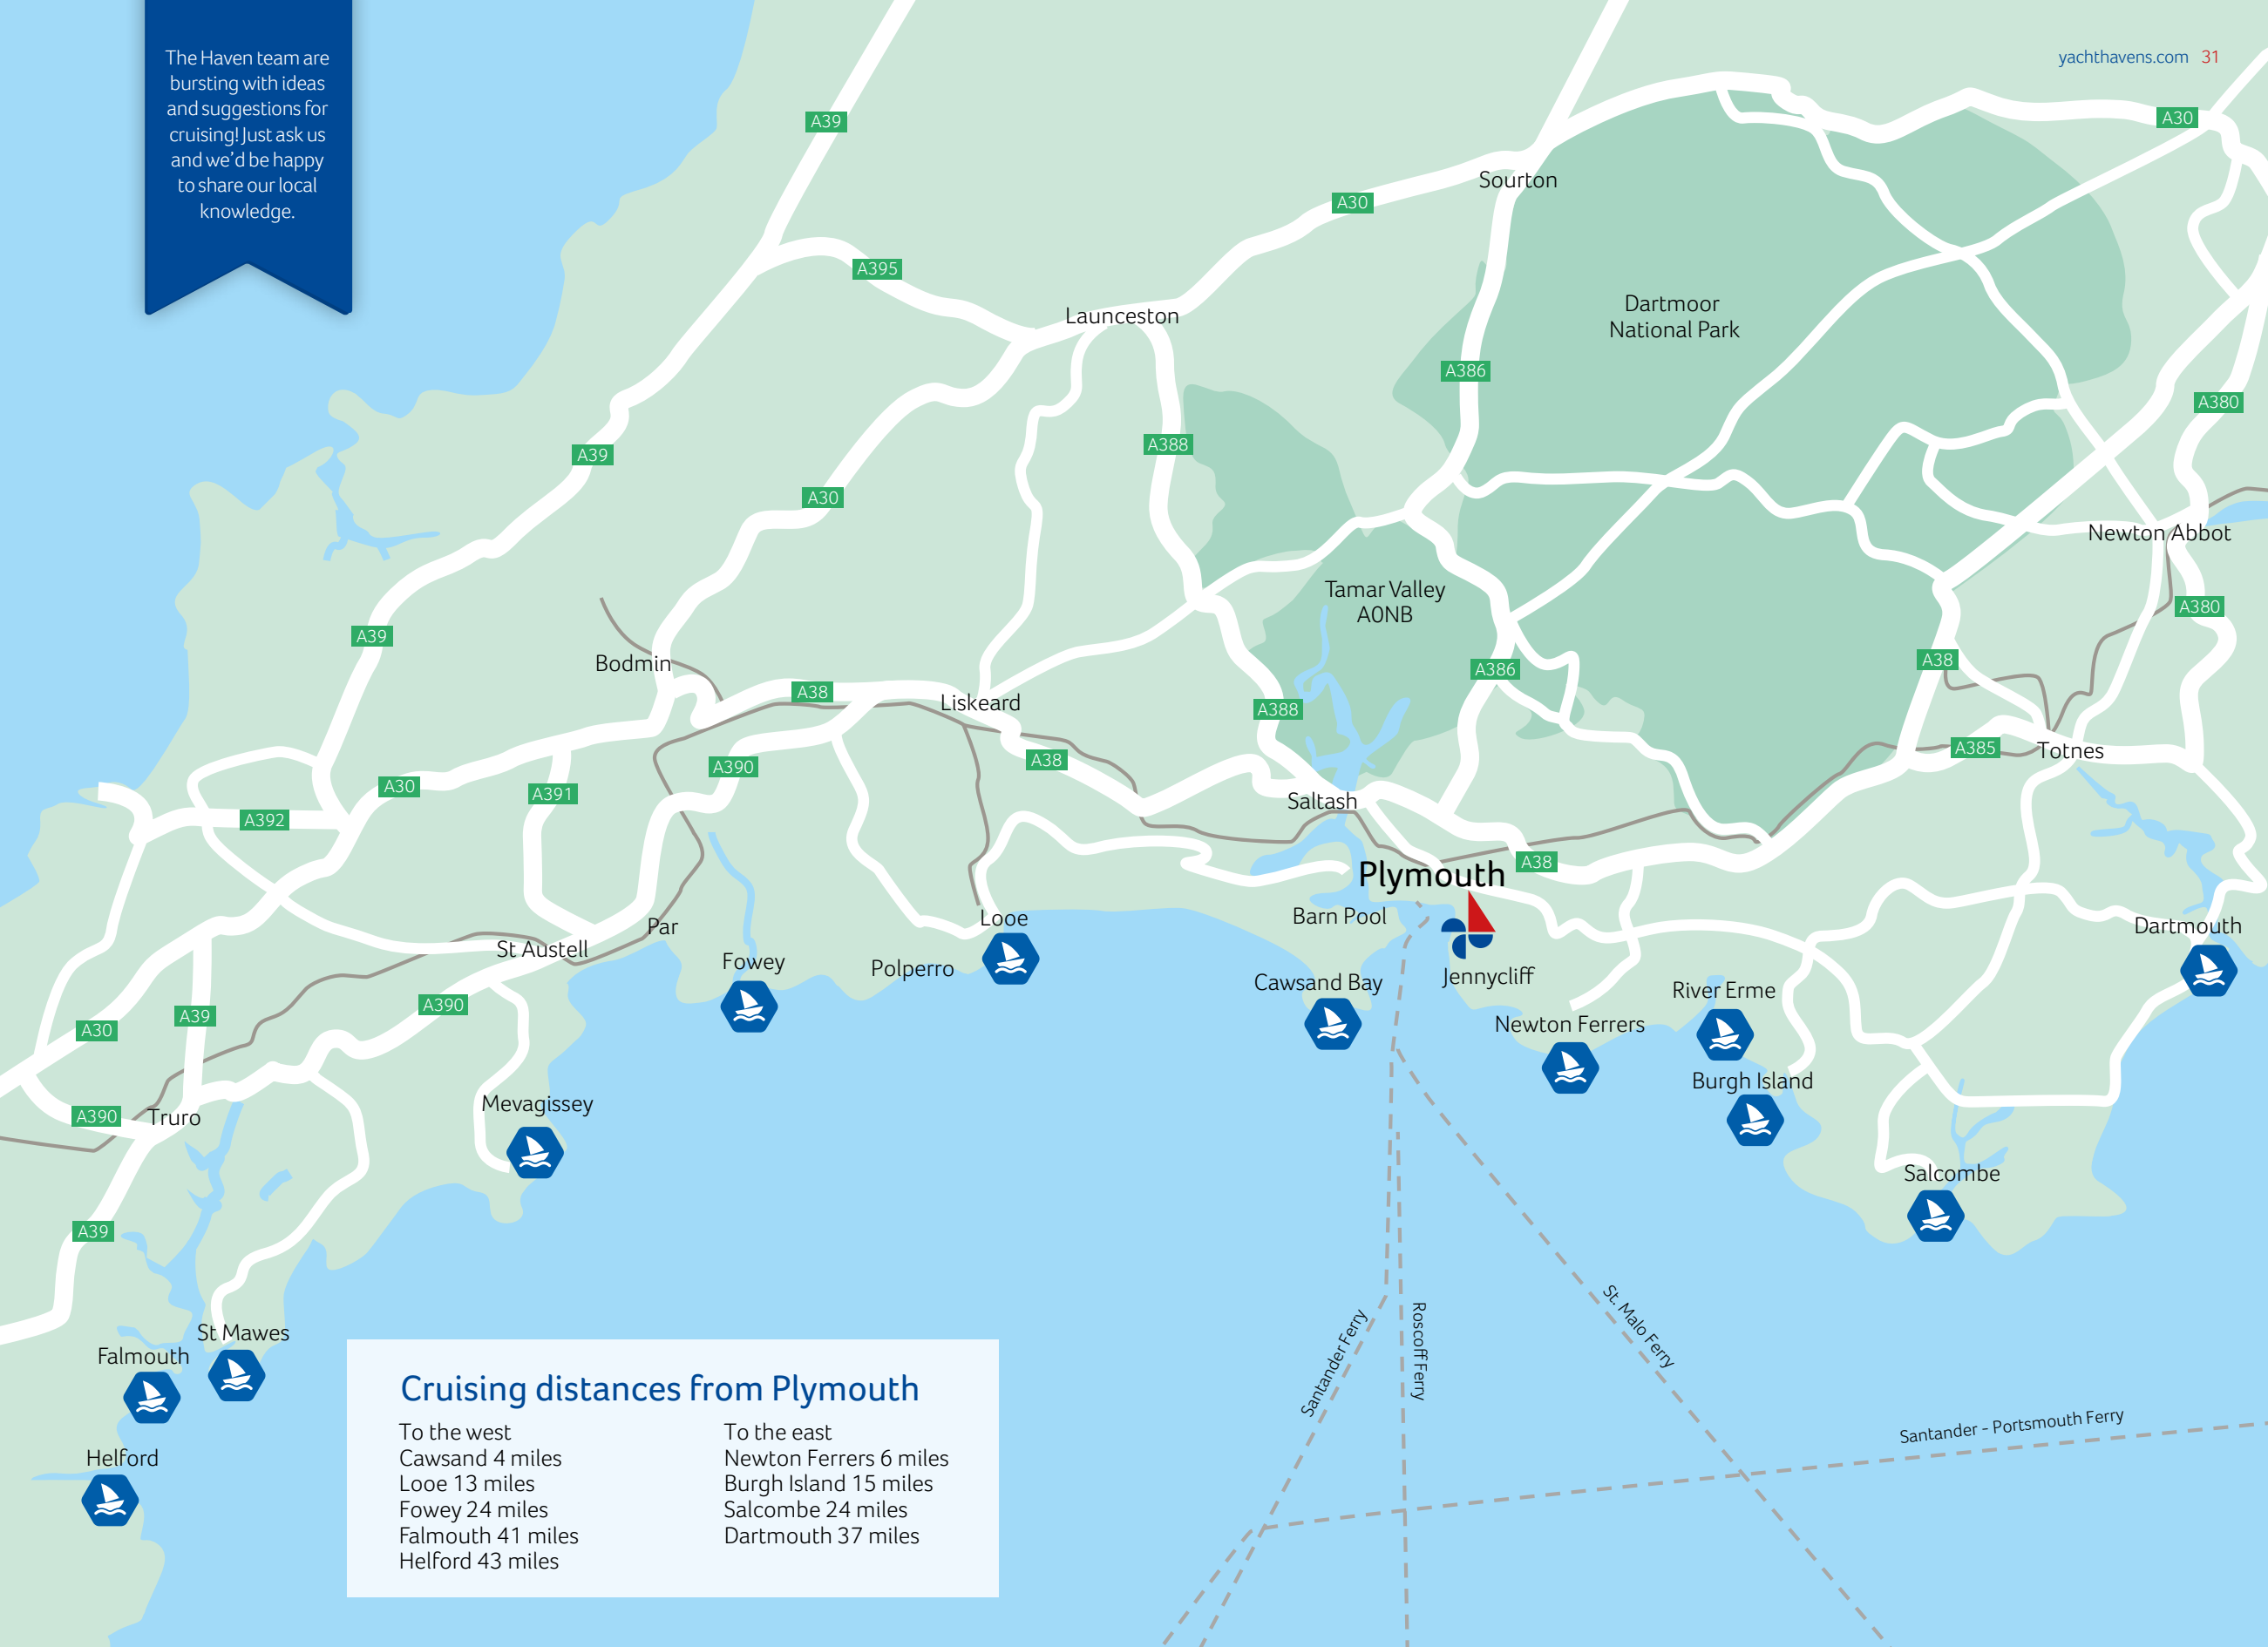 The Haven team are
bursting with ideas
and suggestions for
cruising! Just ask us
and we'd be happy
to share our local
knowledge.
yachthavens.com 31
A39
A30
Sourton
A30
A395
Launceston
Dartmoor
National Park
A386
A380
A388
A39
A30
Newton Abbot
Tamar Valley
A0NB
A380
A39
Bodmin
A38
A386
A38
Liskeard
A388
A385
Totnes
A38
A390
A30
A391
Saltash
A392
A38
Plymouth
Barn Pool
Looe
Par
Dartmouth
St Austell
Fowey
Polperro
Jennycliff
Cawsand Bay
River Erme
A390
A39
A30
Newton Ferrers
Burgh Island
Mevagissey
A390
Truro
Salcombe
A39
St Mawes
Falmouth
Helford
Santander Ferry
Roscoff Ferry
St. Malo Ferry
Santander - Portsmouth Ferry
Cruising distances from Plymouth
To the west
Cawsand 4 miles
Looe 13 miles
Fowey 24 miles
Falmouth 41 miles
Helford 43 miles
To the east
Newton Ferrers 6 miles
Burgh Island 15 miles
Salcombe 24 miles
Dartmouth 37 miles